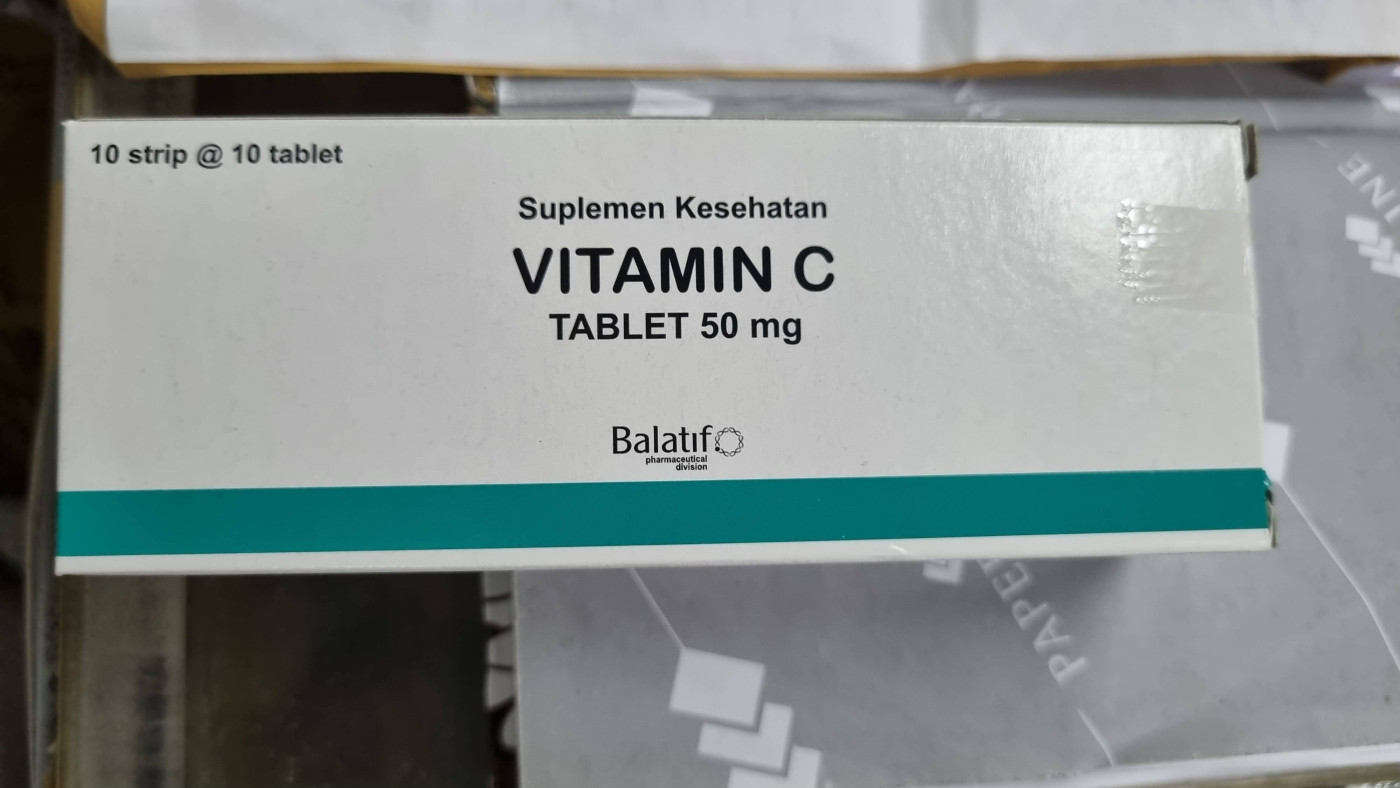 10 strip @ 10 tablet
Suplemen Kesehatan
VITAMIN C
TABLET 50 mg
Balatif
pharmaceutical
division